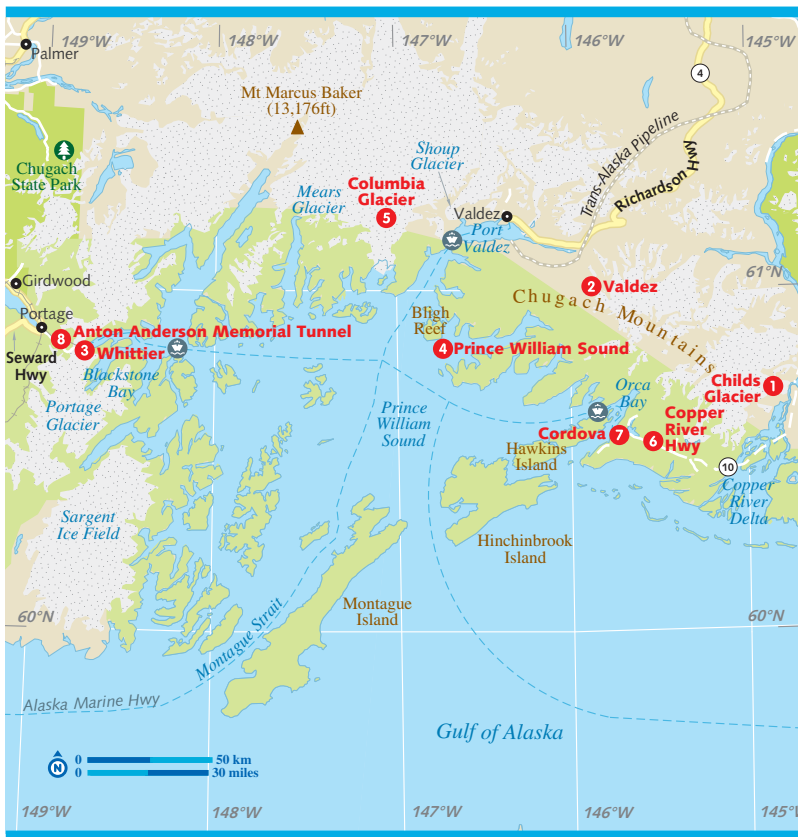 149°W
148°W
147°W
146°W
145°W
Palmer
4
Mt Marcus Baker
(13,176ft)
Chugach
State Park
Shoup
Glacier
Trans-Alaska Pipeline
Richardson Hwy
Columbia
Glacier
5
Mears
Glacier
Valdez
Port
Valdez
61°N
Girdwood
2 Valdez
Chugach Mountains
Portage
Bligh
Reef
8 Anton Anderson Memorial Tunnel
3 Whittier
4 Prince William Sound
Seward
Hwy
Blackstone
Bay
Orca
Bay
Childs
Glacier
1
Portage
Glacier
Prince
William
Sound
Copper
River
Hwy
6
Cordova 7
Hawkins
Island
10
Copper
River
Delta
Sargent
Ice Field
Hinchinbrook
Island
60°N
60°N
Montague
Island
Montague Strait
Alaska Marine Hwy
Gulf of Alaska
N
0 50 km
0 30 miles
149°W
148°W
147°W
146°W
145°W